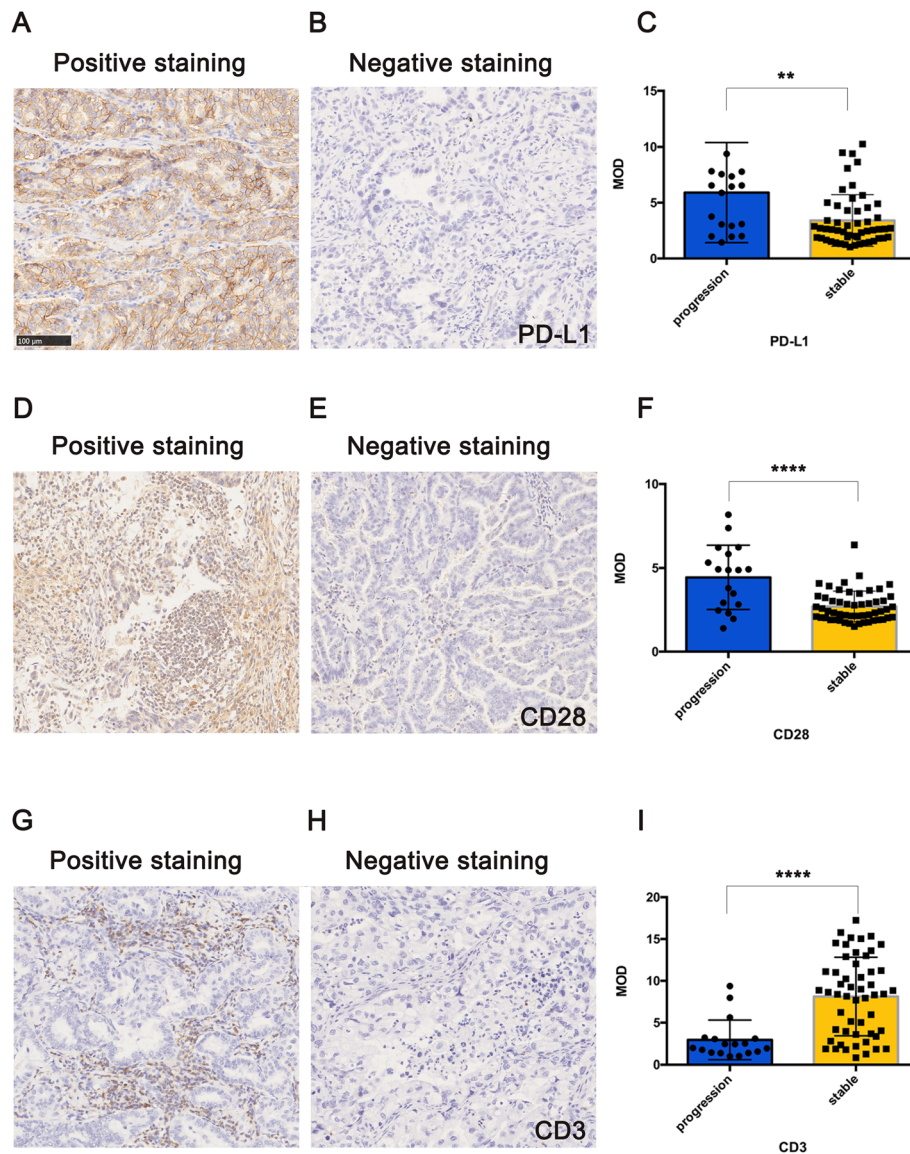 A
B
C
Positive staining
Negative staining
**
15
10
5
0
MOD
progression
stable
PD-L1
100 μm
PD-L1
D
E
F
Positive staining
Negative staining
****
10
5
0
MOD
progression
stable
CD28
CD28
G
H
I
Positive staining
Negative staining
****
20
15
10
5
0
MOD
progression
stable
CD3
CD3